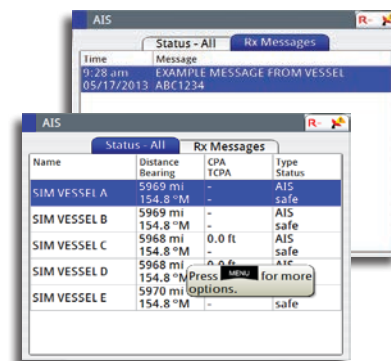 AIS
R-
Status - All Rx Messages
Time Message
9:28 am EXAMPLE MESSAGE FROM VESSEL
05/17/2013 ABC1234
AIS
R-
Status - All Rx Messages
Name Distance CPA Type
Bearing TCPA Status
SIM VESSEL A 5969 mi - AIS
154.8 °M - safe
SIM VESSEL B 5969 mi - AIS
154.8 °M - safe
SIM VESSEL C 5968 mi 0.0 ft AIS
154.8 °M - safe
SIM VESSEL D 5968 mi 0.0 ft AIS
154.8 °M
SIM VESSEL E 5970 mi
154.8 °M - safe
Press MENU for more
options.